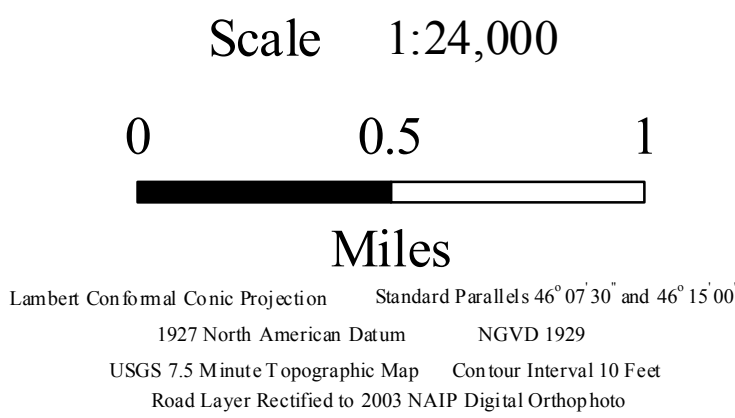 Scale 1:24,000
0 0.5 1
Miles
Lambert Conformal Conic Projection Standard Parallels 46° 07' 30" and 46° 15' 00'
1927 North American Datum NGVD 1929
USGS 7.5 Minute Topographic Map Contour Interval 10 Feet
Road Layer Rectified to 2003 NAIP Digital Orthophoto